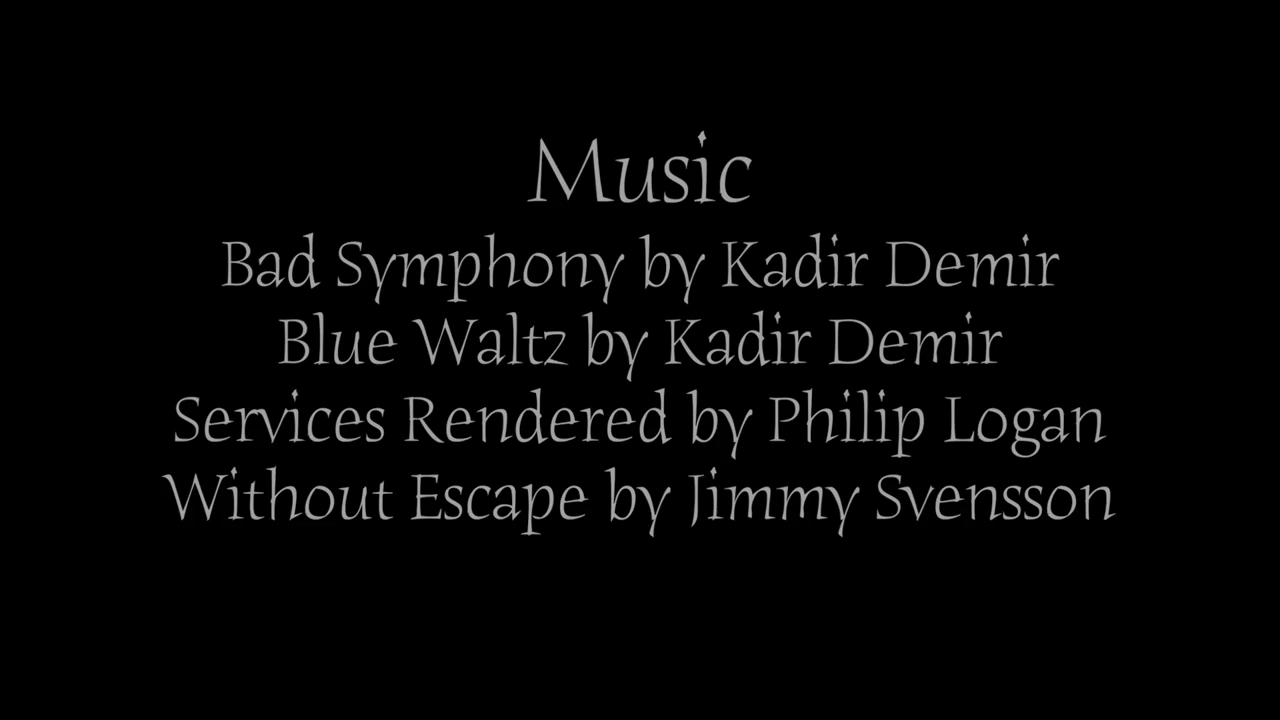 Music
Bad Symphony by Kadir Demir
Blue Waltz by Kadir Demir
Services Rendered by Philip Logan
Without Escape by Jimmy Svensson